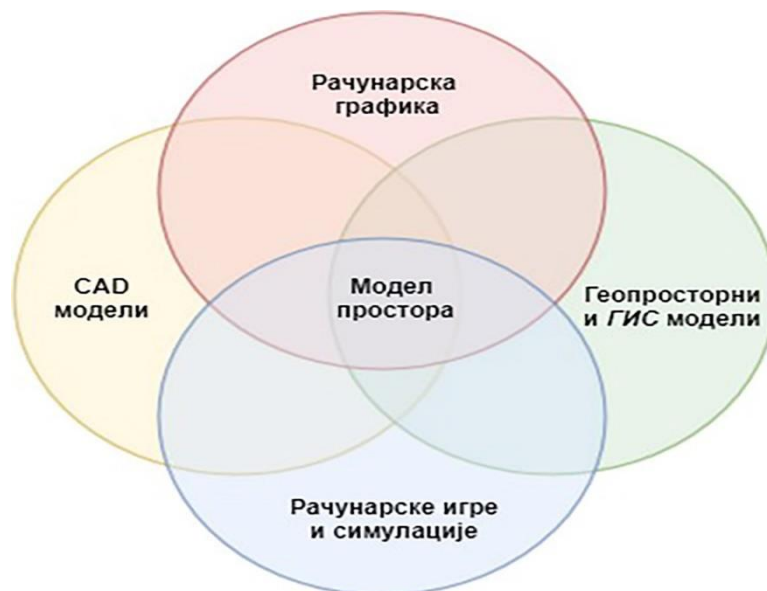 Рачунарска
графика
CAD
модели
Модел
простора
Геопросторни
и ГИС модели
Рачунарске игре
и симулације